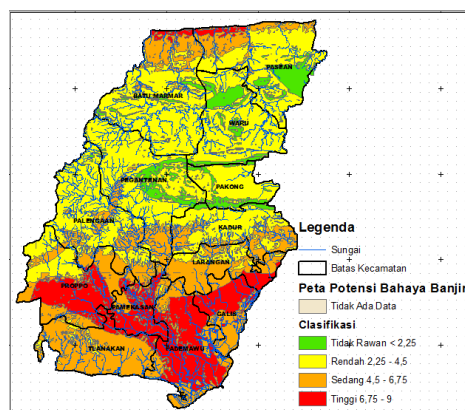 PASEAN
BATU MARMAR
WARU
PEGANTENAN
PAKONG
PALENGAAN
KADUR
LARANGAN
PROPPO
PAMEKASAN
GALIS
TLANAKAN
PADEMAWU
Legenda
Sungai
Batas Kecamatan
Peta Potensi Bahaya Banjir
Tidak Ada Data
Clasifikasi
Tidak Rawan < 2,25
Rendah 2,25 - 4,5
Sedang 4,5 - 6,75
Tinggi 6,75 - 9